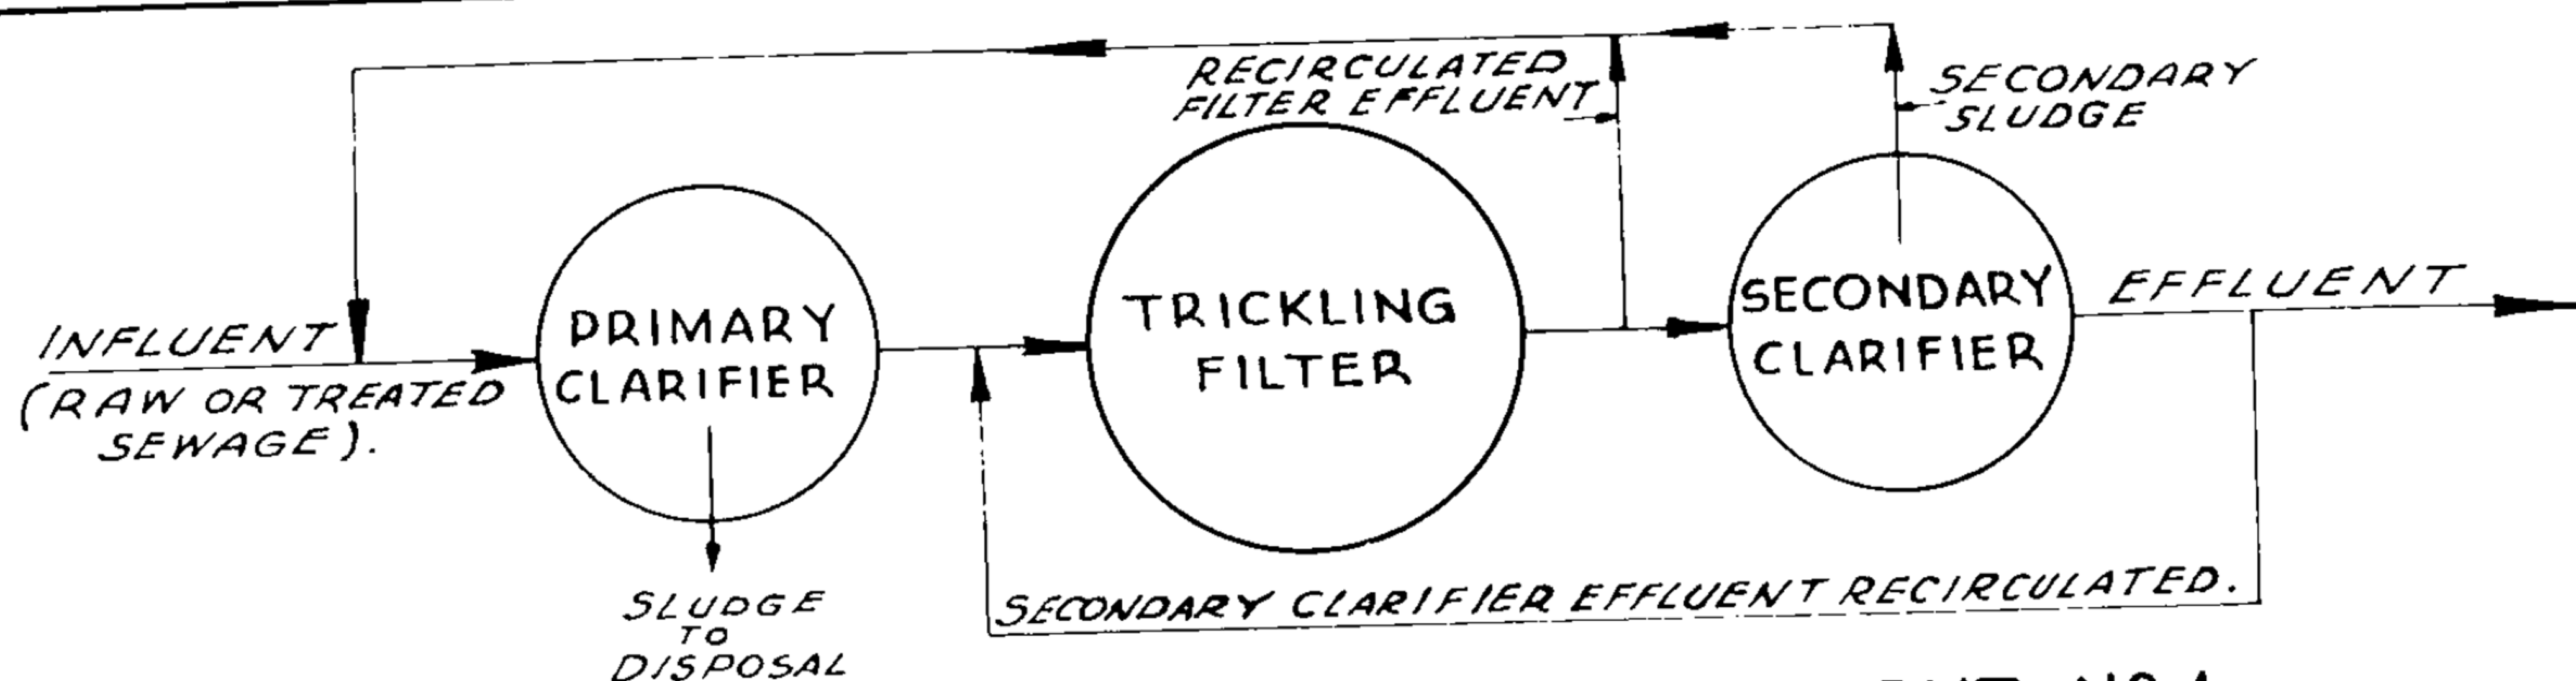 RECIRCULATED
FILTER EFFLUENT
SECONDARY
SLUDGE
INFLUENT
(RAW OR TREATED
SEWAGE).
PRIMARY
CLARIFIER
TRICKLING
FILTER
SECONDARY
CLARIFIER
EFFLUENT
SLUDGE
TO
DISPOSAL
SECONDARY CLARIFIER EFFLUENT RECIRCULATED.